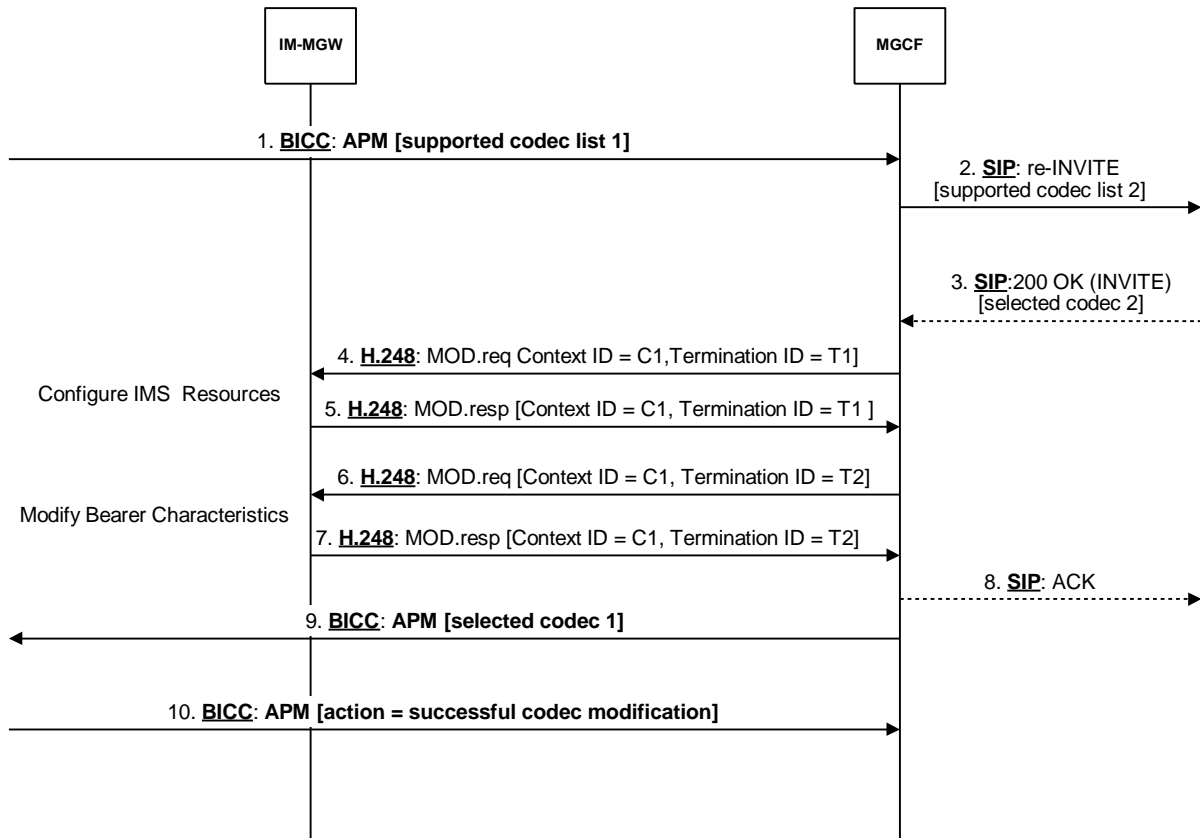 IM-MGW
MGCF
1. BICC: APM [supported codec list 1]
2. SIP: re-INVITE
[supported codec list 2]
3. SIP:200 OK (INVITE)
[selected codec 2]
4. H.248: MOD.req Context ID = C1,Termination ID = T1]
Configure IMS  Resources
5. H.248: MOD.resp [Context ID = C1, Termination ID = T1 ]
6. H.248: MOD.req [Context ID = C1, Termination ID = T2]
Modify Bearer Characteristics
7. H.248: MOD.resp [Context ID = C1, Termination ID = T2]
8. SIP: ACK
9. BICC: APM [selected codec 1]
10. BICC: APM [action = successful codec modification]